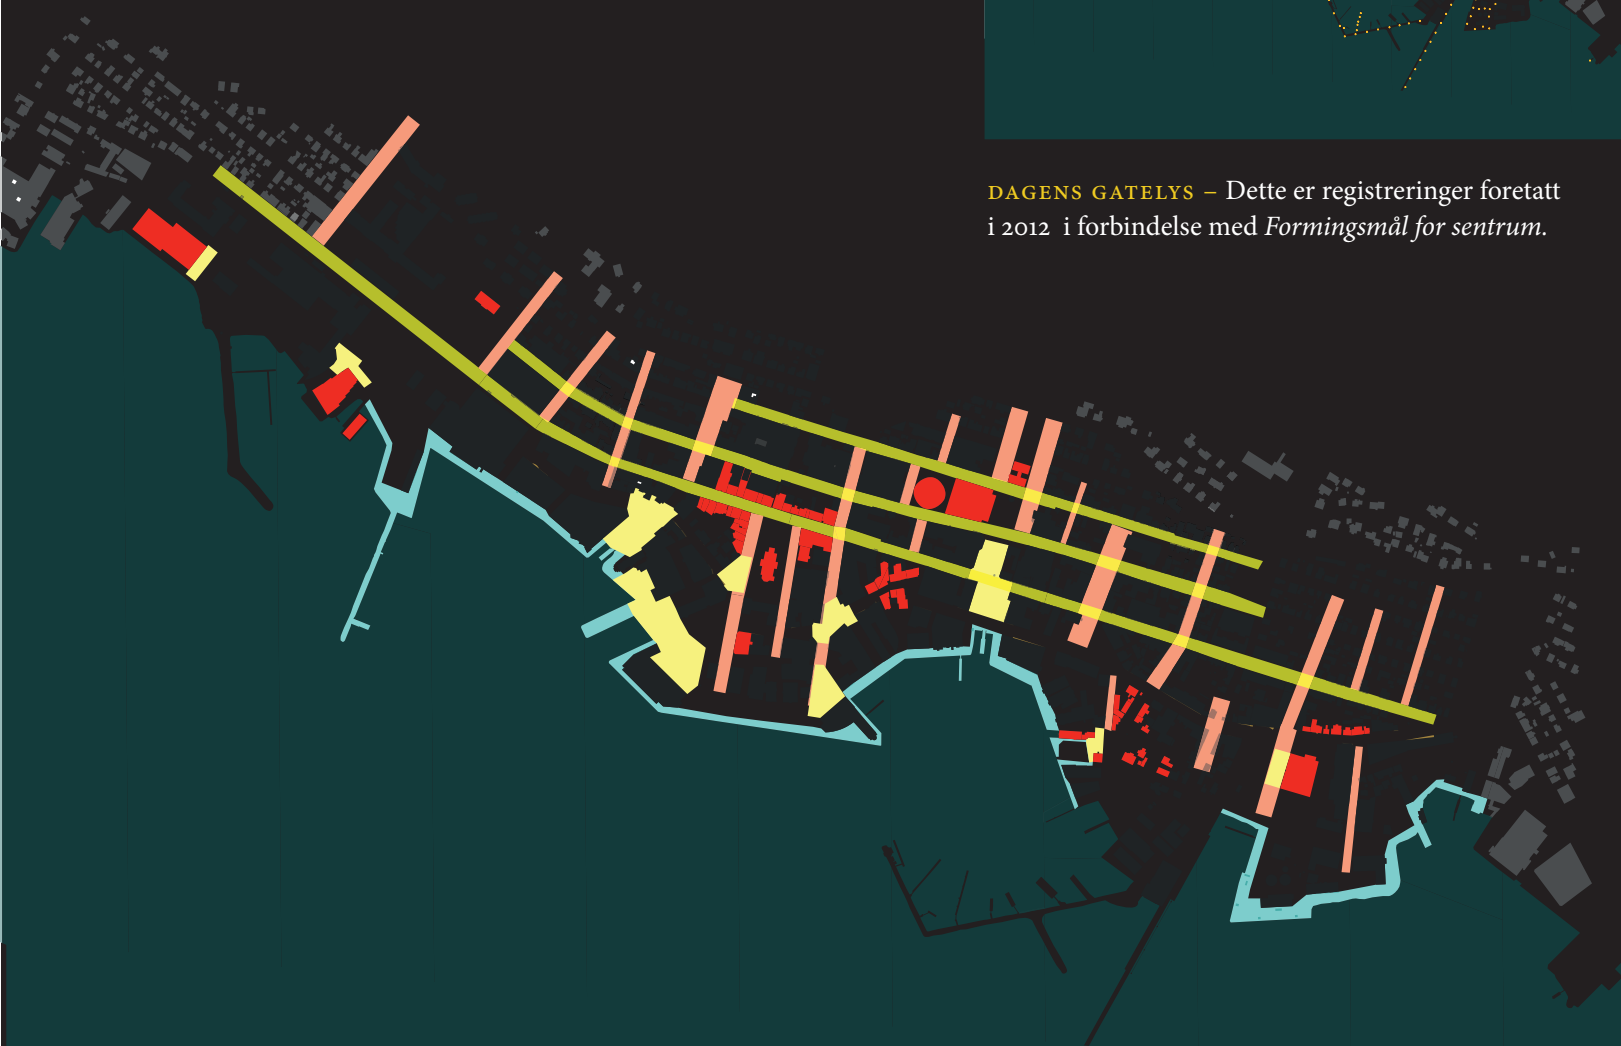 DAGENS GATELYS – Dette er registreringer foretatt
i 2012 i forbindelse med Formingsmål for sentrum.